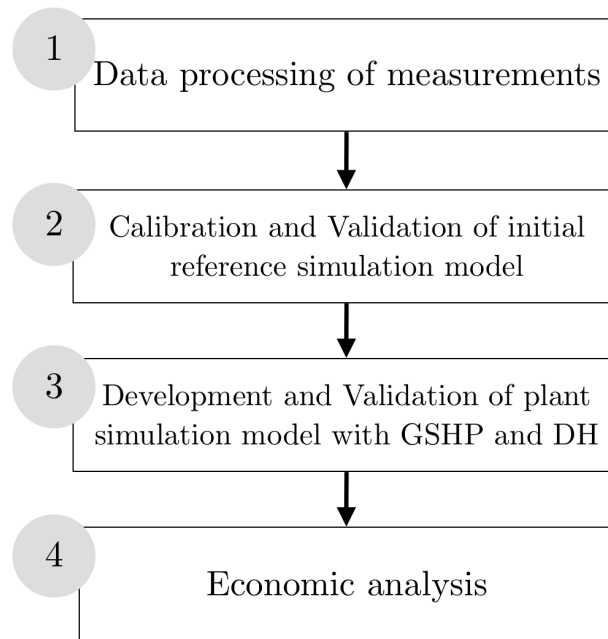 1
Data processing of measurements
2
Calibration and Validation of initial
reference simulation model
3
Development and Validation of plant
simulation model with GSHP and DH
4
Economic analysis